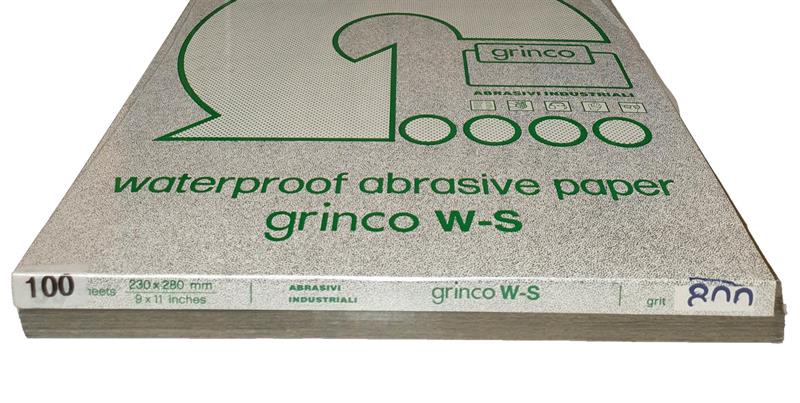 grinco
ABRASIVI INDUSTRIALI
waterproof abrasive paper
grinco W-S
100 heets
230 x 280 mm
9 x 11 inches
ABRASIVI
INDUSTRIALI
grinco W-S
grit 800